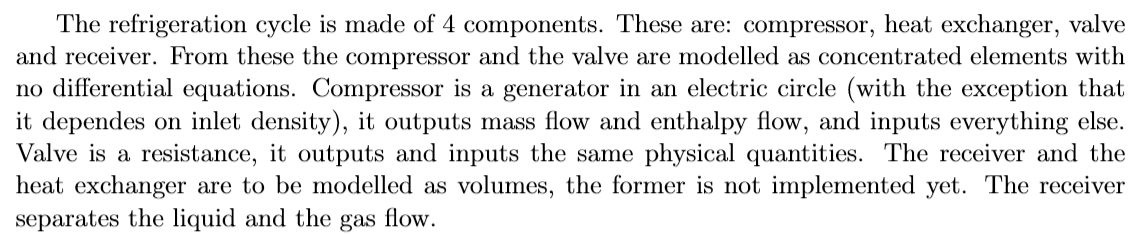 The refrigeration cycle is made of 4 components. These are: compressor, heat exchanger, valve
and receiver. From these the compressor and the valve are modelled as concentrated elements with
no differential equations. Compressor is a generator in an electric circle (with the exception that
it dependes on inlet density), it outputs mass flow and enthalpy flow, and inputs everything else.
Valve is a resistance, it outputs and inputs the same physical quantities. The receiver and the
heat exchanger are to be modelled as volumes, the former is not implemented yet. The receiver
separates the liquid and the gas flow.